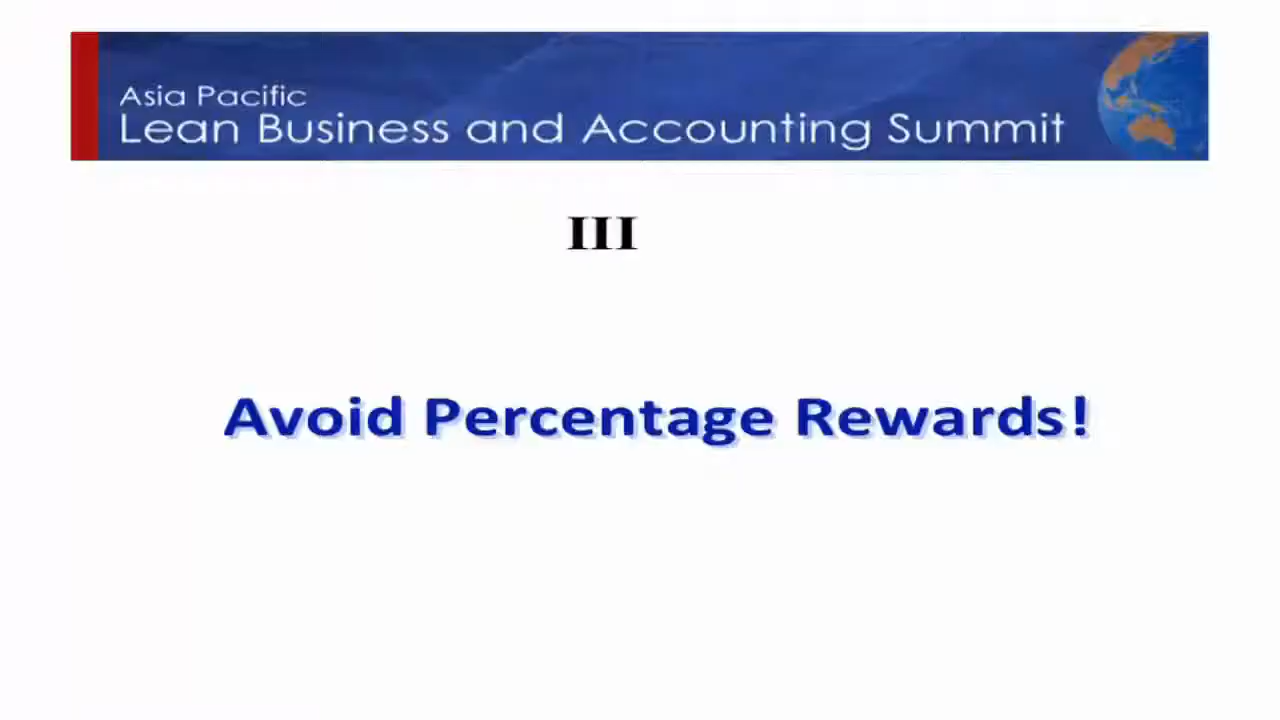 Asia Pacific
Lean Business and Accounting Summit
III
Avoid Percentage Rewards!